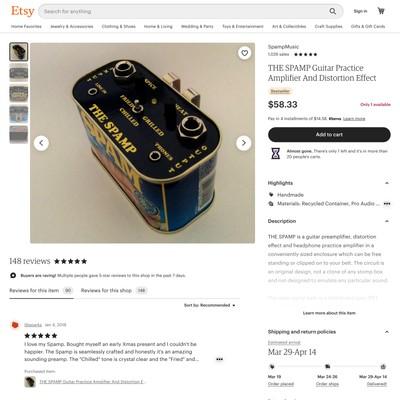 Etsy
Search for anything
Sign in
Home Favorites
Jewelry & Accessories
Clothing & Shoes
Home & Living
Wedding & Party
Toys & Entertainment
Art & Collectibles
Craft Supplies
Gifts & Gift Cards
SpampMusic
THE SPAMP Guitar Practice
Amplifier And Distortion Effect
Bestseller
$58.33
Only 1 available
Pay in 4 installments of $14.58. Klarna. Learn more
Add to cart
Almost gone. There's only 1 left and it's in more than
20 people's carts.
Highlights
Handmade
Materials: Recycled Container, Pro Audio ...
Description
THE SPAMP is a guitar preamplifier, distortion
effect and headphone practice amplifier in a
conveniently sized enclosure which can be free
standing or clipped on to your belt. The circuit is
an original design, not a clone of any stomp box
and not designed to emulate any particular sound.
Learn more about this item
Shipping and return policies
Estimated arrival
Mar 29-Apr 14
Mar 19
Order placed
Mar 24-26
Order ships
Mar 29-Apr 14
Delivered!
THE SPAMP
FRIED
GRILLED
CHILLED
PHONES
148 reviews
Buyers are raving! Multiple people gave 5-star reviews to this shop in the past 7 days.
Reviews for this item 90
Reviews for this shop 148
Sort by: Recommended
Jan 4, 2018
I love my Spamp. Bought myself an early Xmas present and I couldn't be
happier. The Spamp is seamlessly crafted and honestly it's an amazing
sounding preamp. The "Chilled" tone is crystal clear and the "Fried" and...
Purchased item:
THE SPAMP Guitar Practice Amplifier And Distortion E...